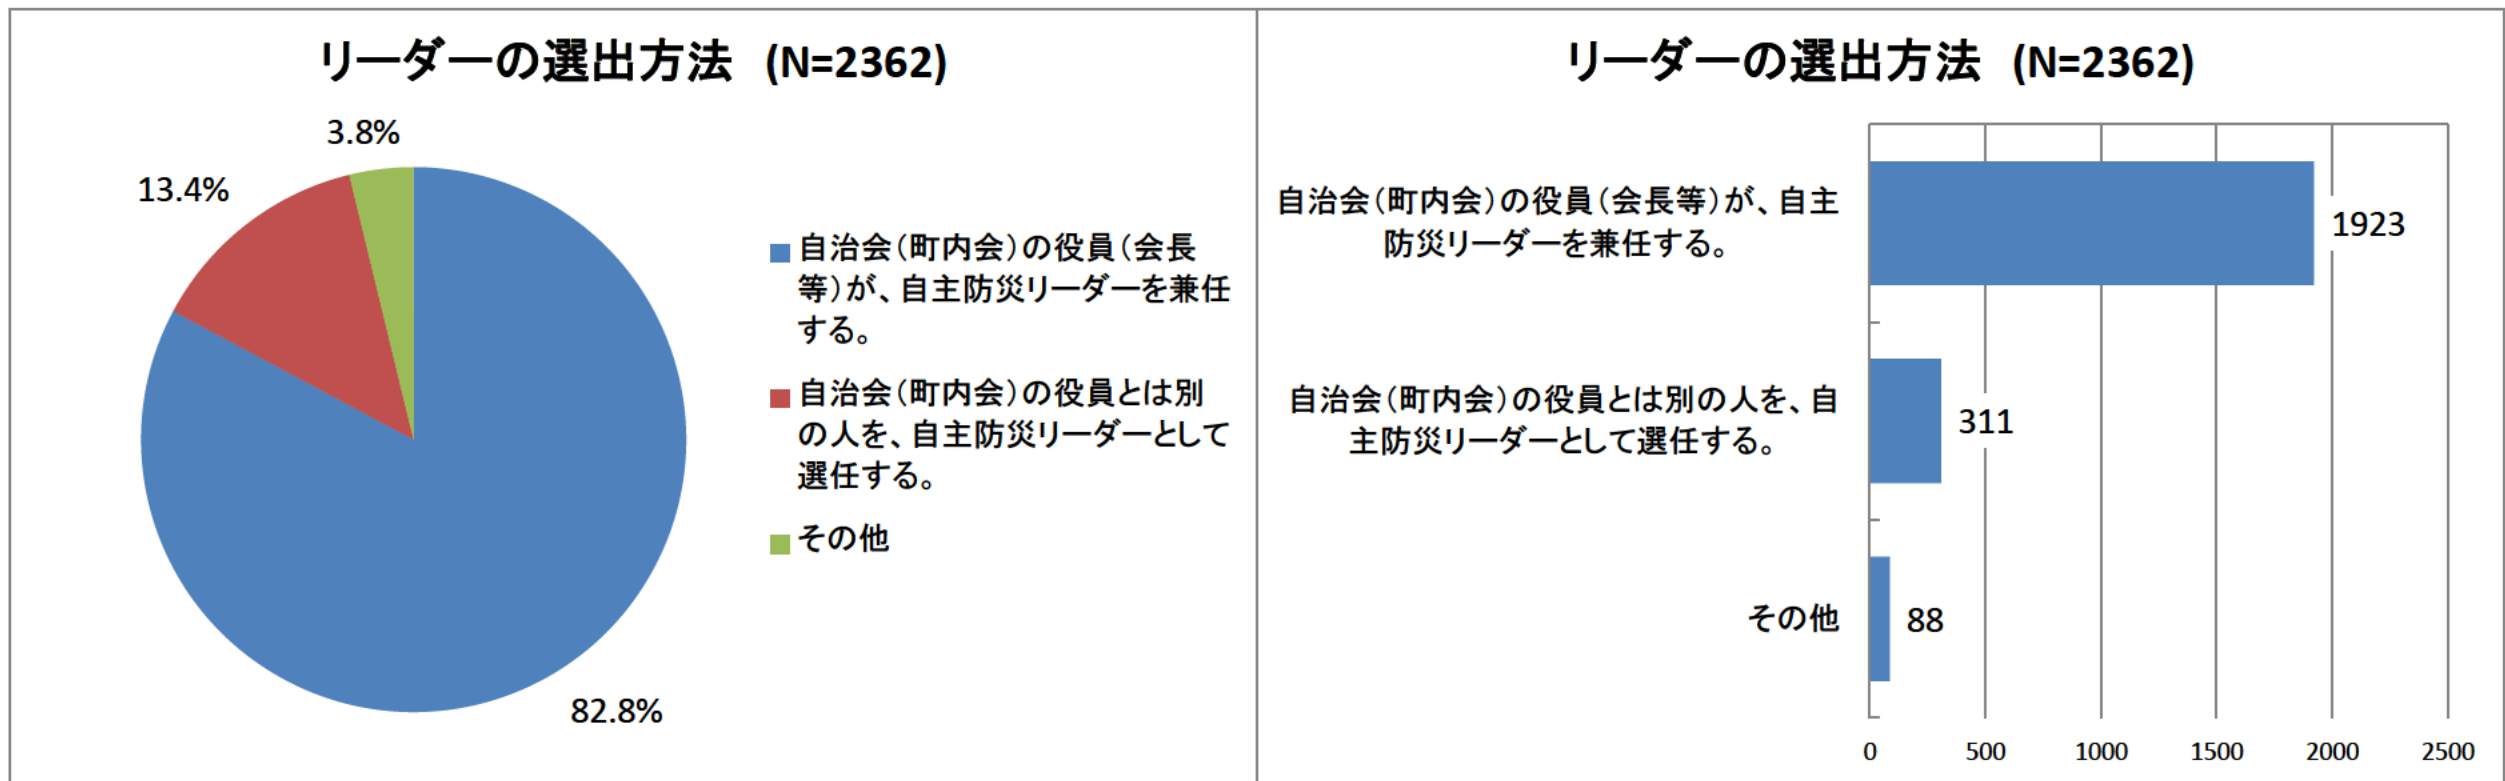 リーダーの選出方法 (N=2362)
3.8%
13.4%
82.8%
自治会(町内会)の役員(会長
等)が、自主防災リーダーを兼任
する。
自治会(町内会)の役員とは別
の人を、自主防災リーダーとして
選任する。
その他
リーダーの選出方法 (N=2362)
自治会(町内会)の役員(会長等)が、自主
防災リーダーを兼任する。
1923
自治会(町内会)の役員とは別の人を、自
主防災リーダーとして選任する。
311
その他
88
0 500 1000 1500 2000 2500